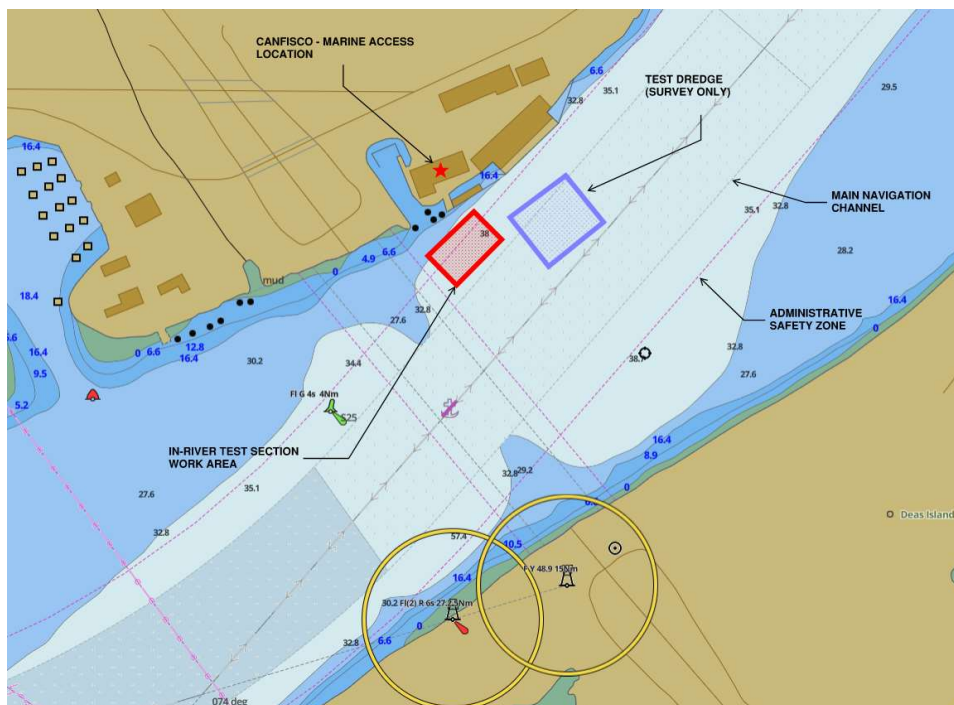 CANFISCO - MARINE ACCESS
LOCATION
TEST DREDGE
(SURVEY ONLY)
MAIN NAVIGATION
CHANNEL
ADMINISTRATIVE
SAFETY ZONE
IN-RIVER TEST SECTION
WORK AREA
6.6
35.1
32.8
29.5
16.4
16.4
35.1
32.8
28.2
38
6.6
4.9
0
mud
18.4
32.8
27.6
16.4
0
12.8
6.6
0
16.4
30.2
34.4
16.4
9.5
5.2
32.8
27.6
Fl G 4s 4Nm
S25
16.4
8.9
0
32.8
29.2
35.1
27.6
32.8
57.4
10.5
16.4
Deas Island
F Y 48.9 15Nm
30.2 Fl(2) R 6s 27.2 5Nm
0
6.6
32.8
074 deg